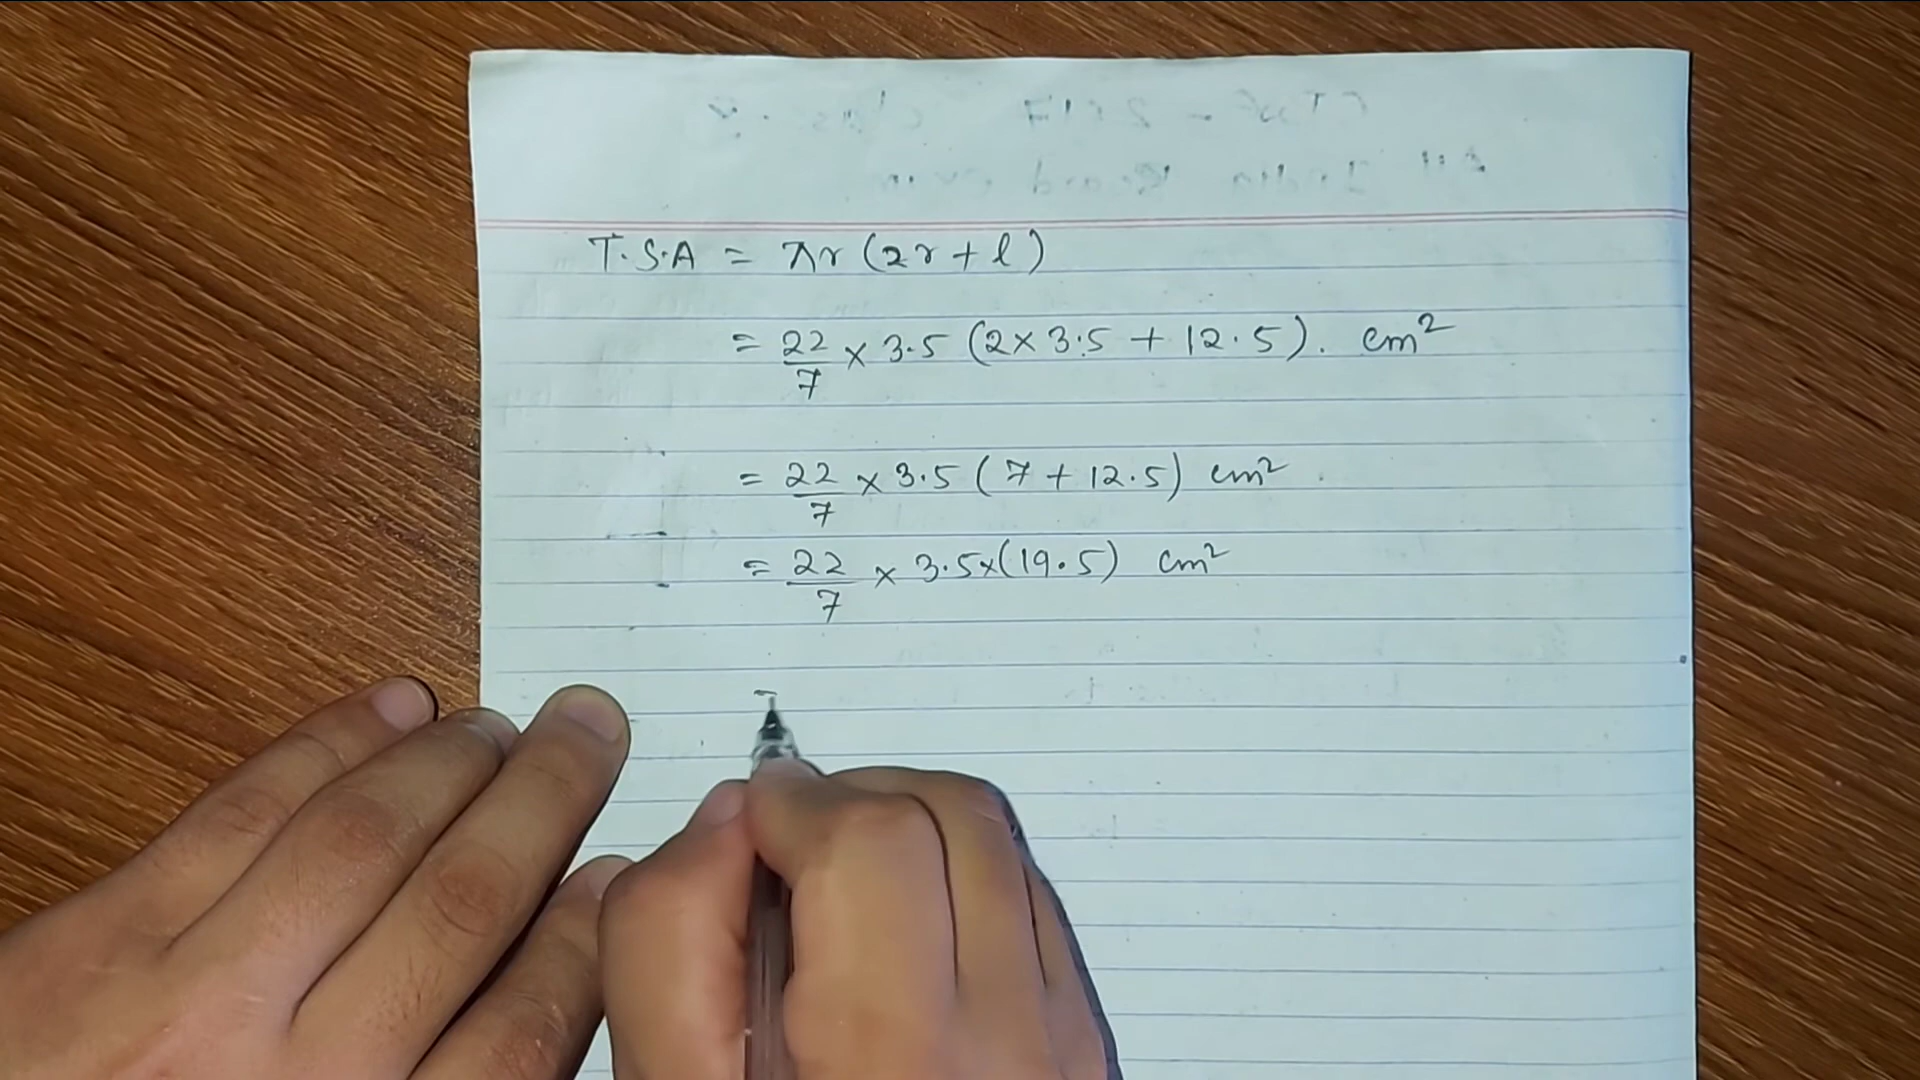 T.S.A = πr (2r + l)
= 22/7 × 3.5 (2 × 3.5 + 12.5). cm²
= 22/7 × 3.5 (7 + 12.5) cm²
= 22/7 × 3.5 × (19.5) cm²